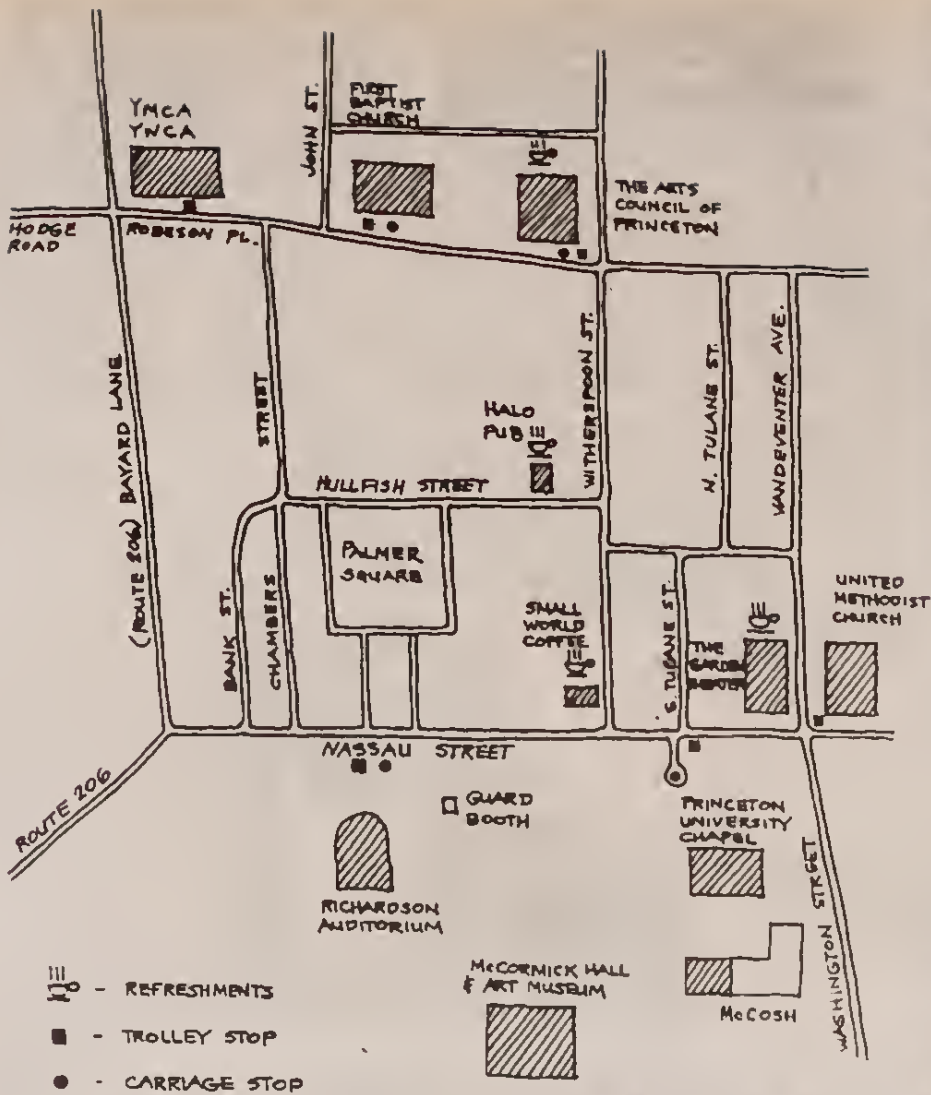 YMCA
YWCA
JOHN ST.
FIRST
BAPTIST
CHURCH
THE ARTS
COUNCIL OF
PRINCETON
HODGE
ROAD
ROBESON PL.
(ROUTE 206) BAYARD LANE
STREET
WITHERSPOON ST.
N. TULANE ST.
VANDEVENTER AVE.
HALO
PUB
HULLFISH STREET
PALMER
SQUARE
BANK ST.
CHAMBERS
SMALL
WORLD
COFFEE
S. TULANE ST.
THE
GARDEN
THEATER
UNITED
METHODIST
CHURCH
NASSAU STREET
ROUTE 206
GUARD
BOOTH
RICHARDSON
AUDITORIUM
PRINCETON
UNIVERSITY
CHAPEL
WASHINGTON STREET
McCORMICK HALL
& ART MUSEUM
McCOSH
- REFRESHMENTS
- TROLLEY STOP
- CARRIAGE STOP